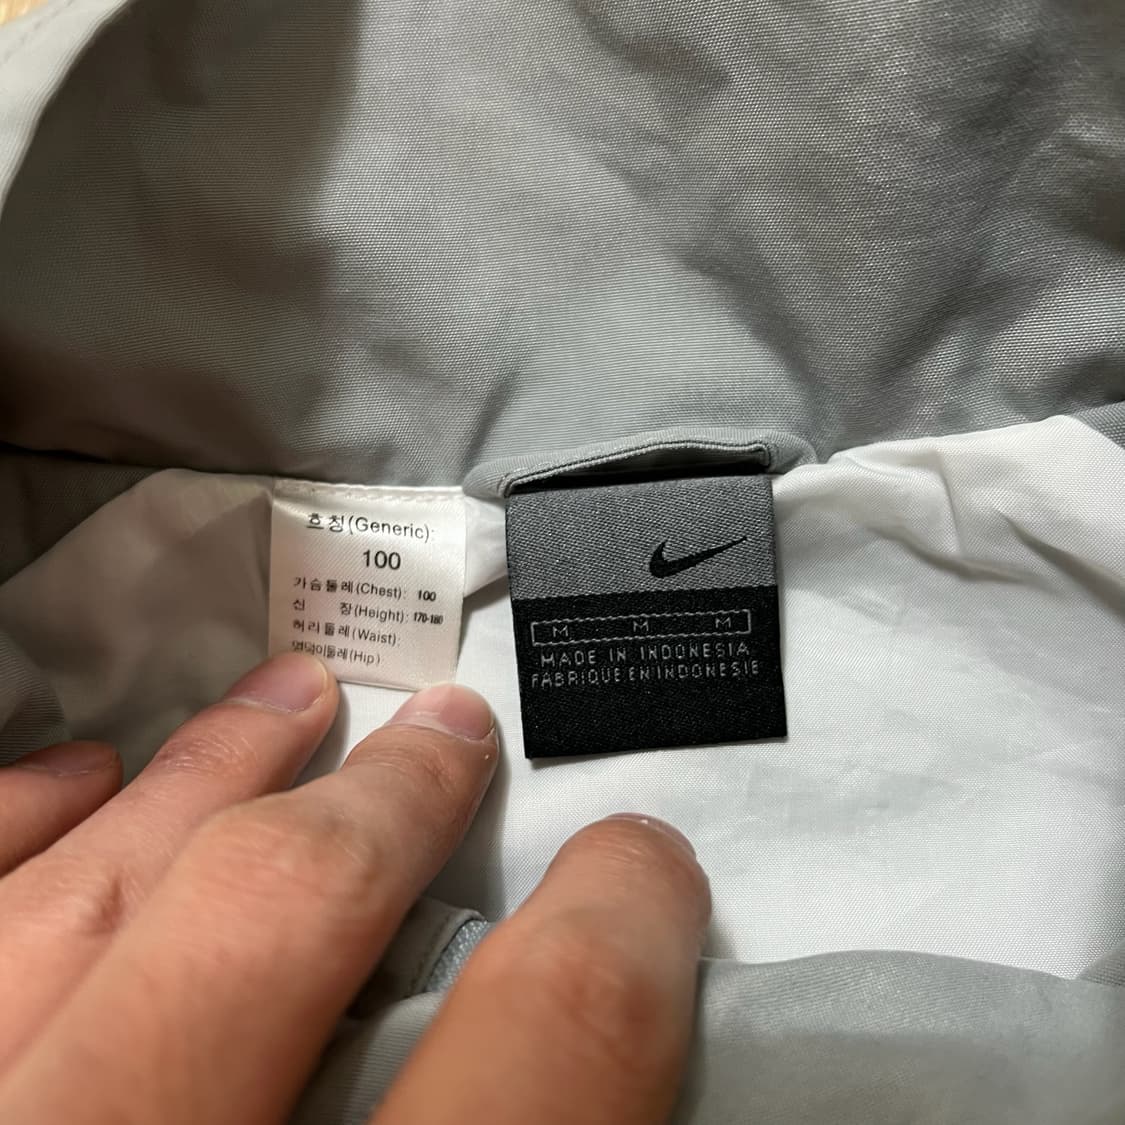 호칭(Generic):
100
가슴둘레(Chest): 100
신 장(Height): 170-180
허리둘레(Waist):
엉덩이둘레(Hip)
M M M
MADE IN INDONESIA
FABRIQUE EN INDONESIE